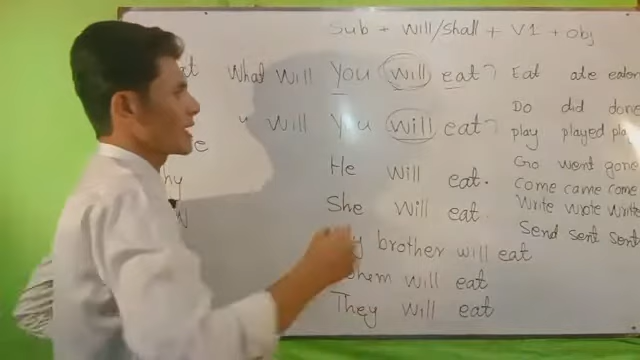 Sub + will/shall + V1 + obj
What will You will eat? Eat ate eaten
" will You will eat? Do did done
play played
He will eat. Go went gone
Come came come
She will eat. Write wrote
Send sent sent
brother will eat
will eat
They will eat